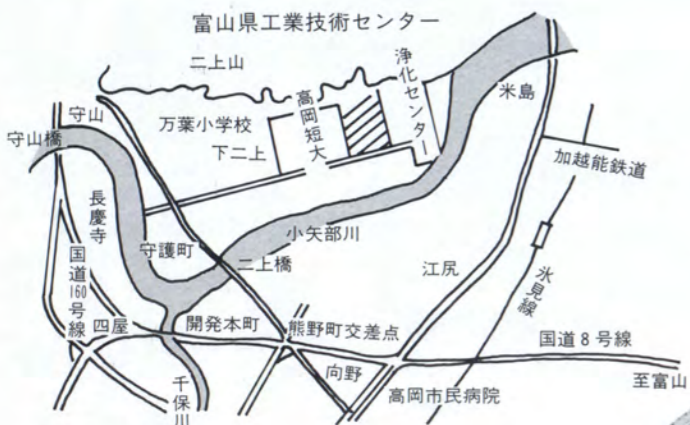 富山県工業技術センター
二上山
浄化センター
米島
守山
万葉小学校
高岡短大
守山橋
下二上
加越能鉄道
長慶寺
小矢部川
守護町
二上橋
江尻
氷見線
国道160号線
四屋
開発本町
熊野町交差点
国道8号線
向野
至富山
高岡市民病院
千保川